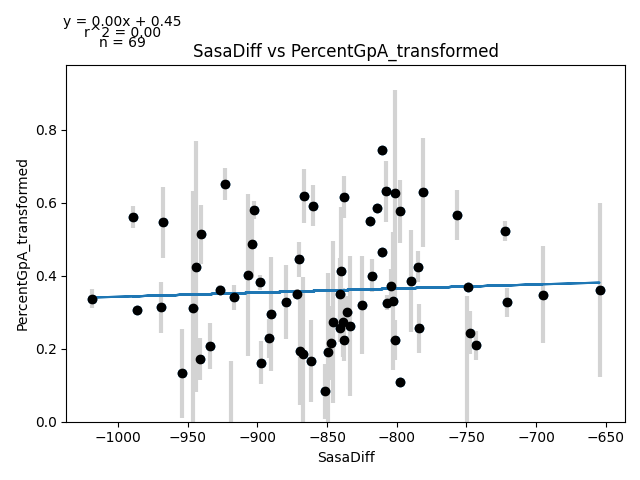 y = 0.00x + 0.45
r^2 = 0.00
n = 69
SasaDiff vs PercentGpA_transformed
PercentGpA_transformed
0.8
0.6
0.4
0.2
0.0
−1000 −950 −900 −850 −800 −750 −700 −650
SasaDiff